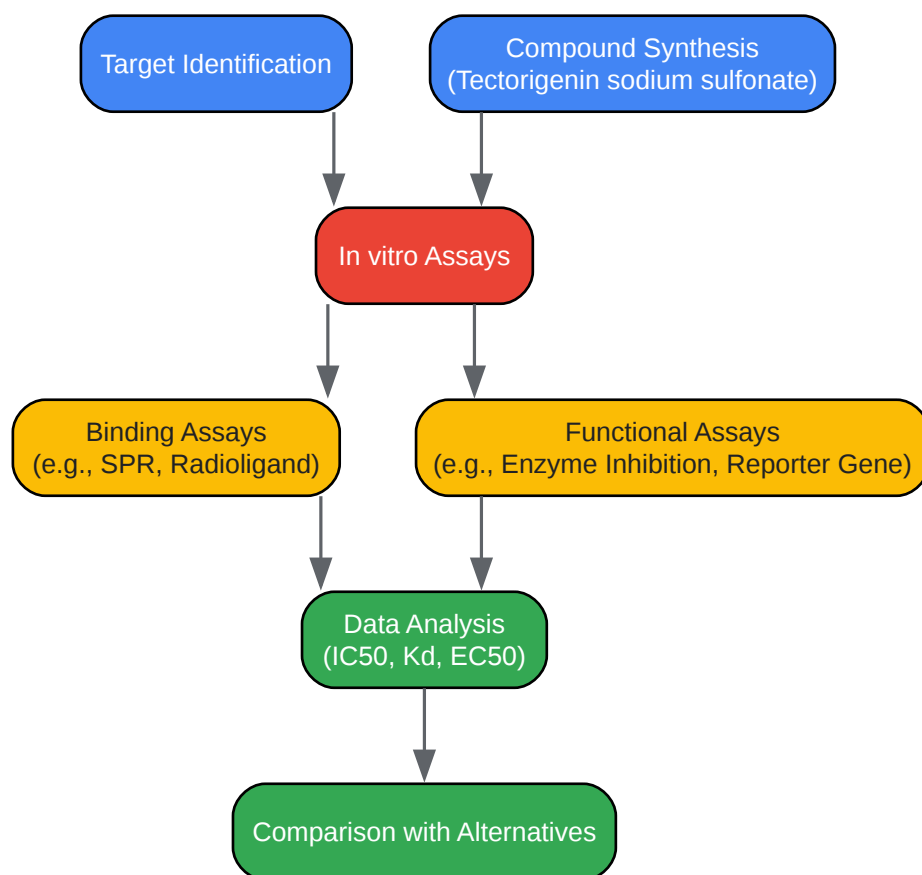 Target Identification
Compound Synthesis
(Tectorigenin sodium sulfonate)
In vitro Assays
Binding Assays
(e.g., SPR, Radioligand)
Functional Assays
(e.g., Enzyme Inhibition, Reporter Gene)
Data Analysis
(IC50, Kd, EC50)
Comparison with Alternatives